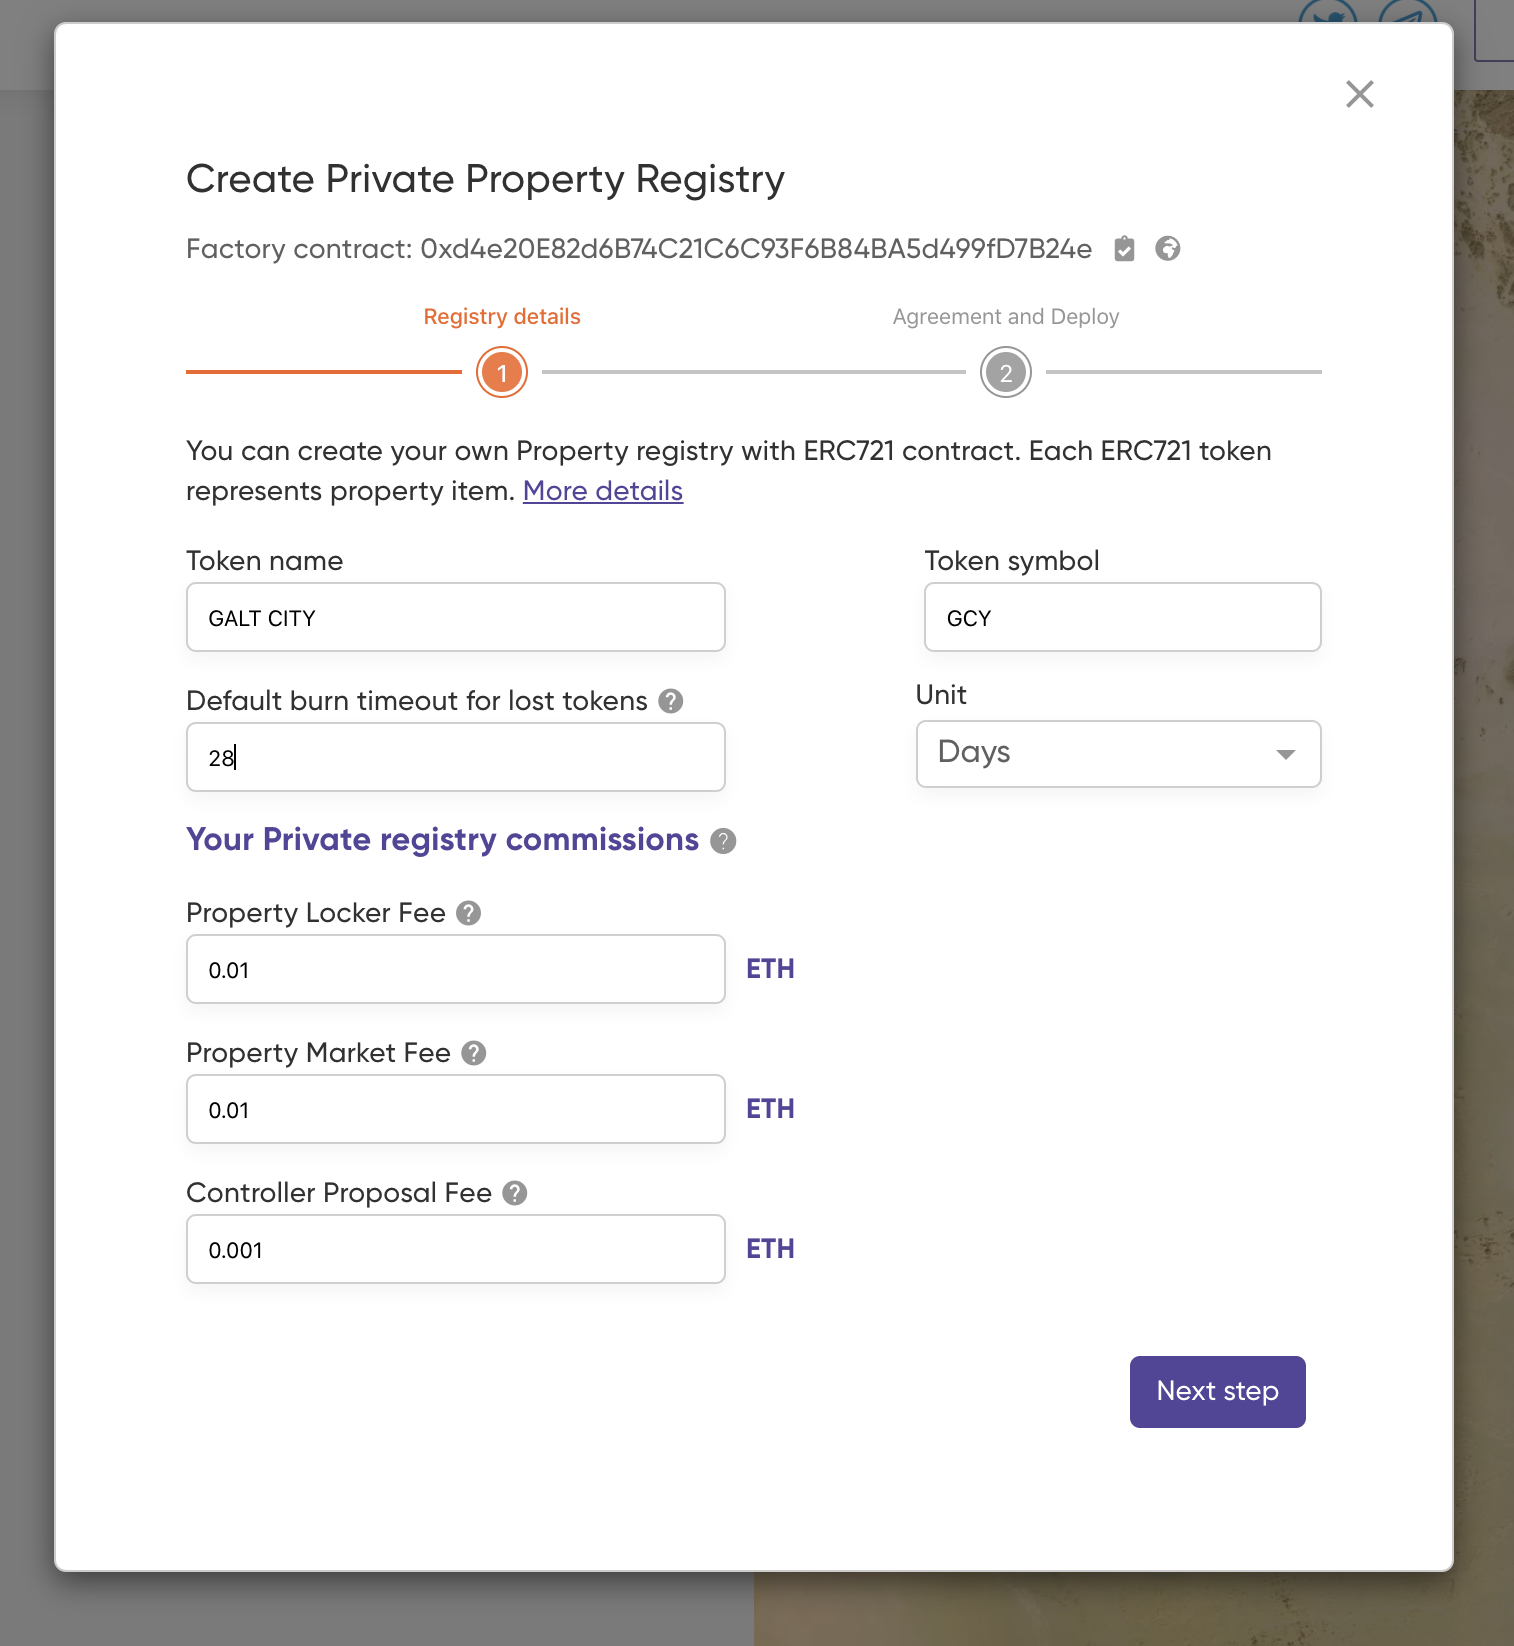 Create Private Property Registry
Factory contract: 0xd4e20E82d6B74C21C6C93F6B84BA5d499fD7B24e
Registry details
Agreement and Deploy
1
2
You can create your own Property registry with ERC721 contract. Each ERC721 token
represents property item. More details
Token name
Token symbol
GALT CITY
GCY
Default burn timeout for lost tokens ?
Unit
28
Days
Your Private registry commissions ?
Property Locker Fee ?
0.01
ETH
Property Market Fee ?
0.01
ETH
Controller Proposal Fee ?
0.001
ETH
Next step